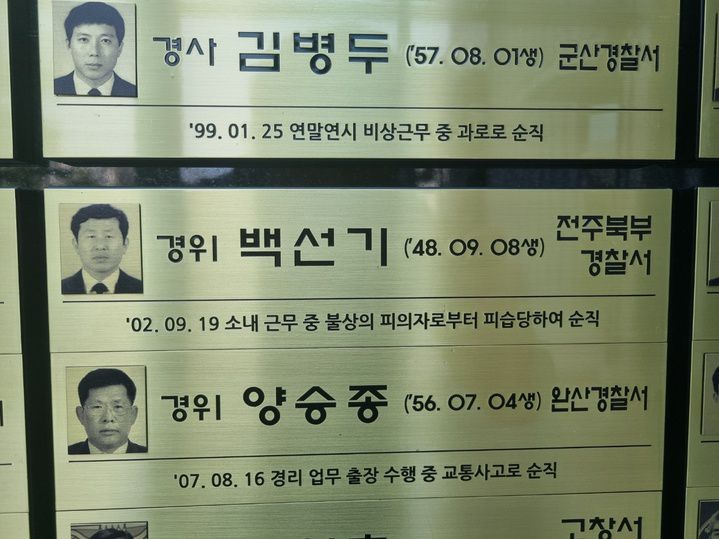 경사 김병두 ('57. 08. 01생) 군산경찰서
'99. 01. 25 연말연시 비상근무 중 과로로 순직
경위 백선기 ('48. 09. 08생) 전주북부
경찰서
'02. 09. 19 소내 근무 중 불상의 피의자로부터 피습당하여 순직
경위 양승종 ('56. 07. 04생) 완산경찰서
'07. 08. 16 경리 업무 출장 수행 중 교통사고로 순직
고창서